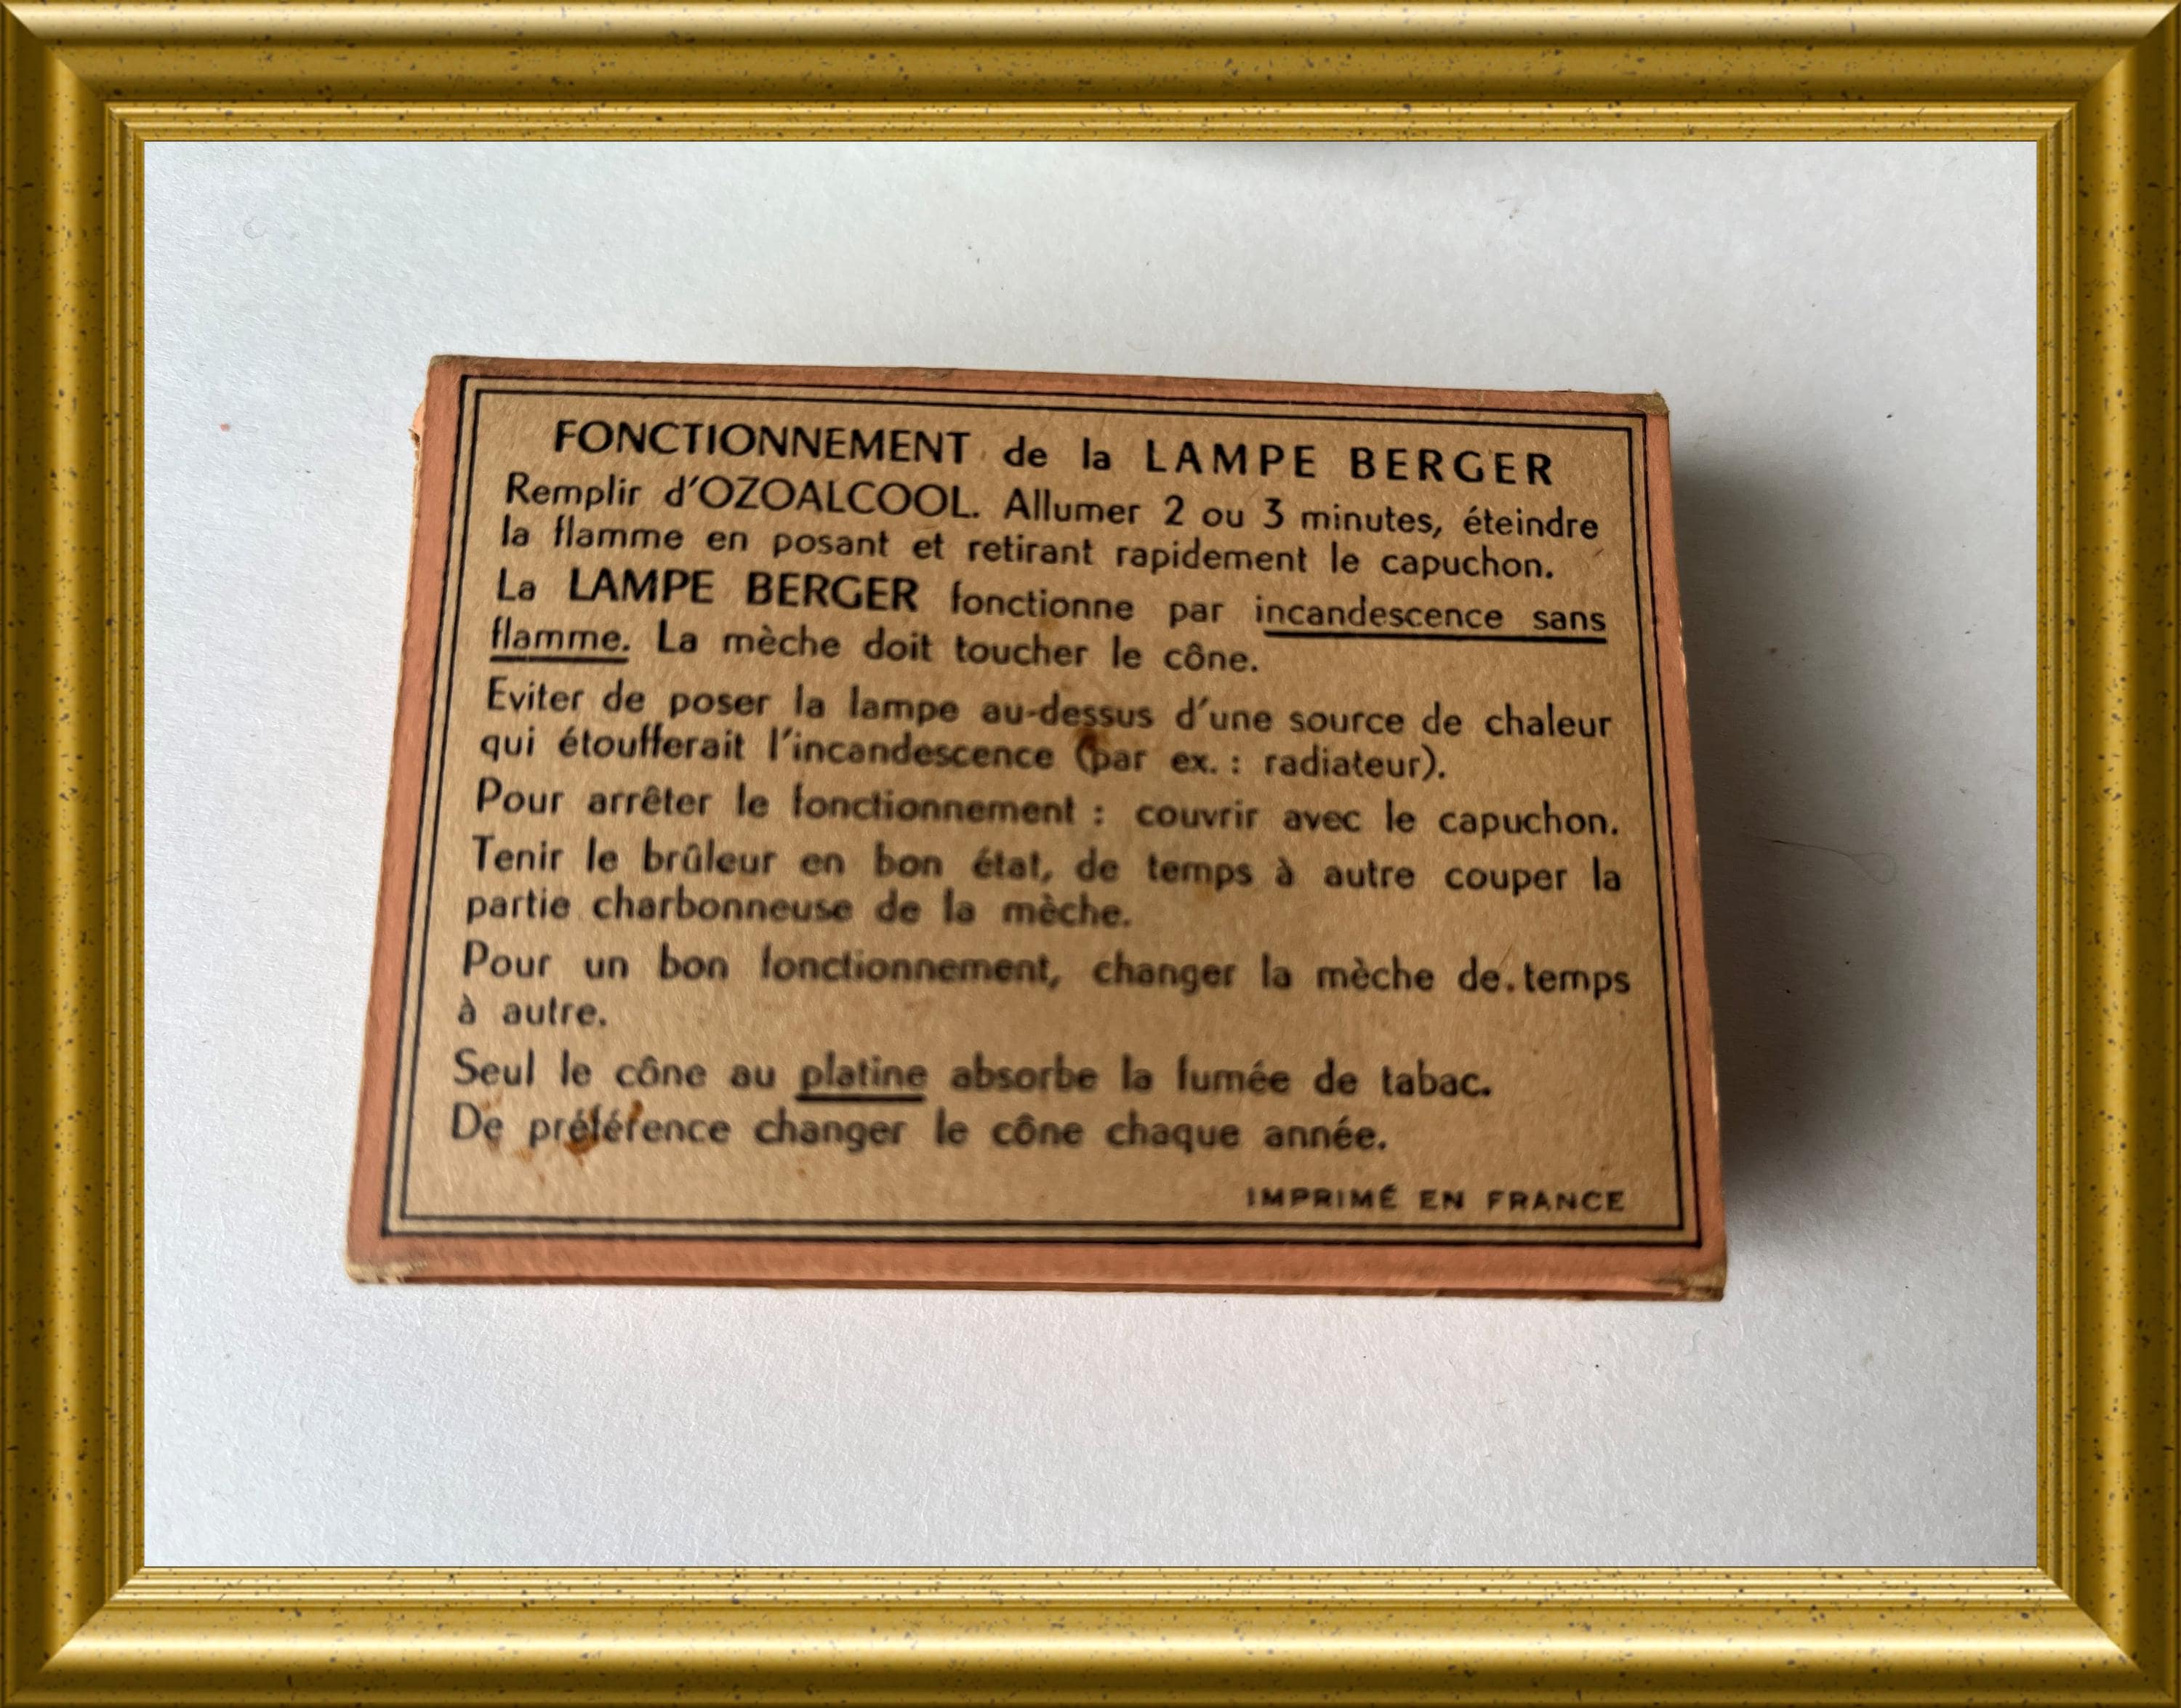 FONCTIONNEMENT de la LAMPE BERGER
Remplir d'OZOALCOOL. Allumer 2 ou 3 minutes, éteindre
la flamme en posant et retirant rapidement le capuchon.
La LAMPE BERGER fonctionne par incandescence sans
flamme. La mèche doit toucher le cône.
Eviter de poser la lampe au-dessus d'une source de chaleur
qui étoufferait l'incandescence (par ex. : radiateur).
Pour arrêter le fonctionnement : couvrir avec le capuchon.
Tenir le brûleur en bon état, de temps à autre couper la
partie charbonneuse de la mèche.
Pour un bon fonctionnement, changer la mèche de temps
à autre.
Seul le cône au platine absorbe la fumée de tabac.
De préférence changer le cône chaque année.
IMPRIMÉ EN FRANCE